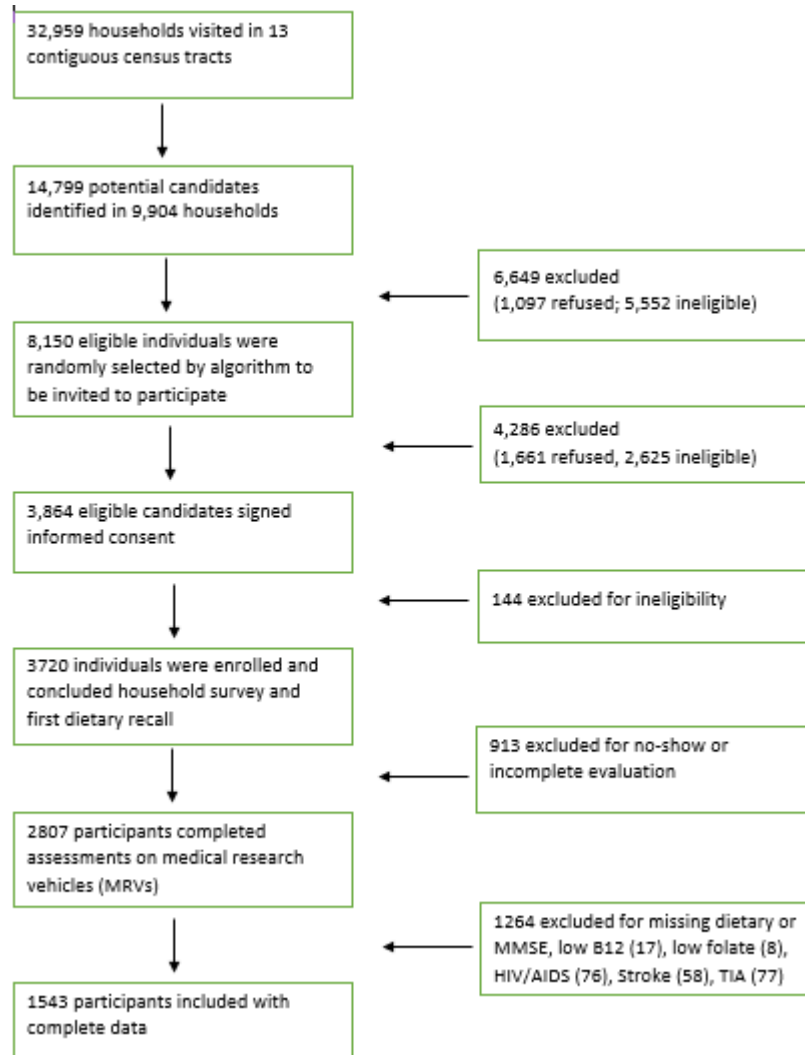 32,959 households visited in 13
contiguous census tracts
14,799 potential candidates
identified in 9,904 households
6,649 excluded
(1,097 refused; 5,552 ineligible)
8,150 eligible individuals were
randomly selected by algorithm to
be invited to participate
4,286 excluded
(1,661 refused, 2,625 ineligible)
3,864 eligible candidates signed
informed consent
144 excluded for ineligibility
3720 individuals were enrolled and
concluded household survey and
first dietary recall
913 excluded for no-show or
incomplete evaluation
2807 participants completed
assessments on medical research
vehicles (MRVs)
1264 excluded for missing dietary or
MMSE, low B12 (17), low folate (8),
HIV/AIDS (76), Stroke (58), TIA (77)
1543 participants included with
complete data